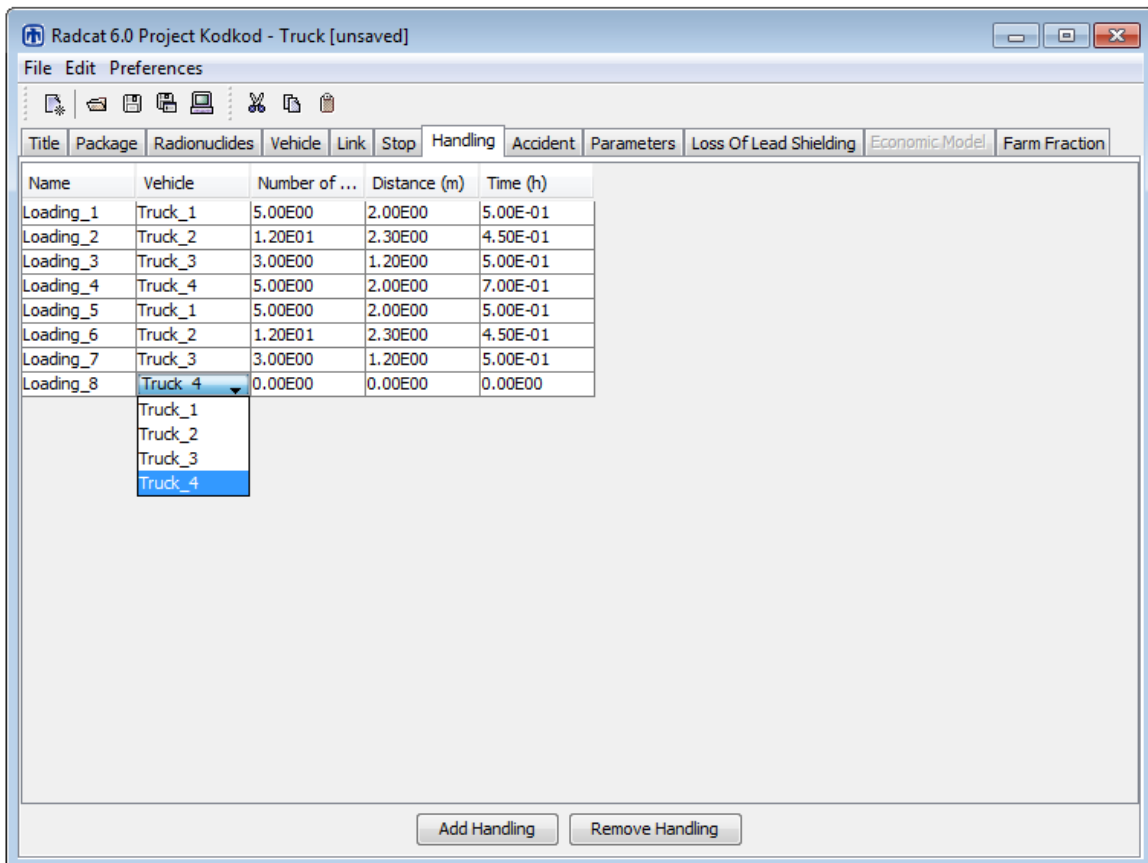 Radcat 6.0 Project Kodkod - Truck [unsaved]
File Edit Preferences
Title Package Radionuclides Vehicle Link Stop Handling Accident Parameters Loss Of Lead Shielding Economic Model Farm Fraction
Name Vehicle Number of ... Distance (m) Time (h)
Loading_1 Truck_1 5.00E00 2.00E00 5.00E-01
Loading_2 Truck_2 1.20E01 2.30E00 4.50E-01
Loading_3 Truck_3 3.00E00 1.20E00 5.00E-01
Loading_4 Truck_4 5.00E00 2.00E00 7.00E-01
Loading_5 Truck_1 5.00E00 2.00E00 5.00E-01
Loading_6 Truck_2 1.20E01 2.30E00 4.50E-01
Loading_7 Truck_3 3.00E00 1.20E00 5.00E-01
Loading_8 Truck_4 0.00E00 0.00E00 0.00E00
Truck_1
Truck_2
Truck_3
Truck_4
Add Handling Remove Handling